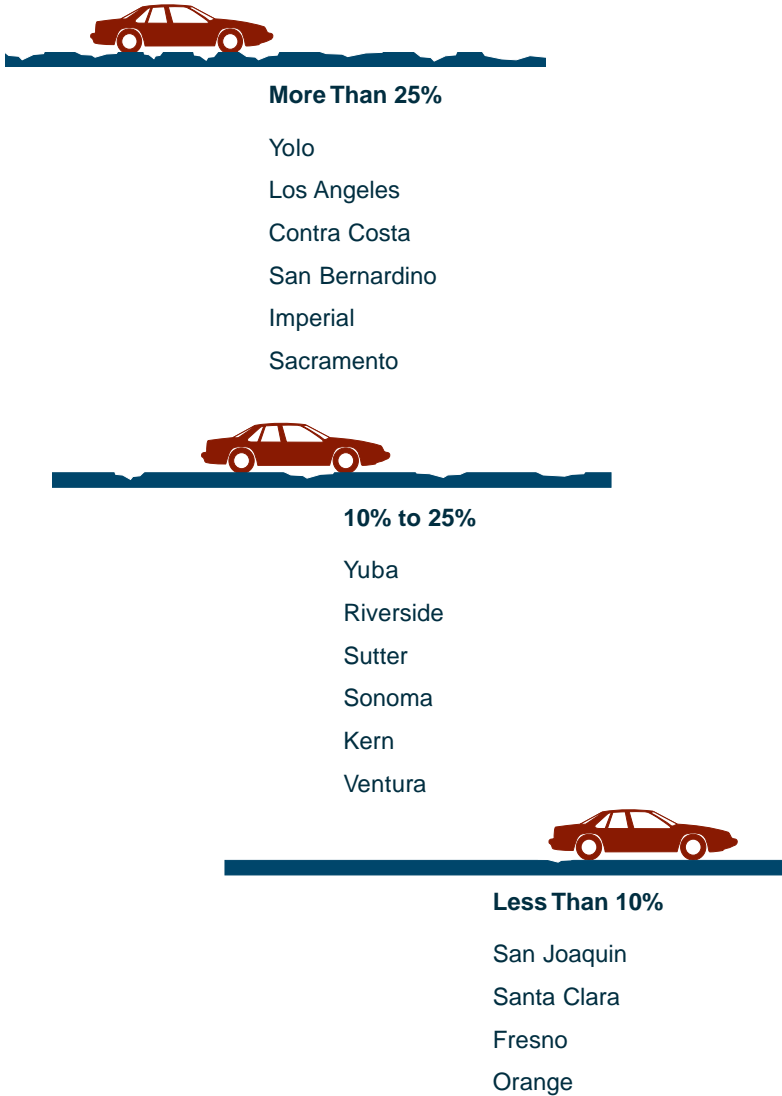 More Than 25%
Yolo
Los Angeles
Contra Costa
San Bernardino
Imperial
Sacramento
10% to 25%
Yuba
Riverside
Sutter
Sonoma
Kern
Ventura
Less Than 10%
San Joaquin
Santa Clara
Fresno
Orange